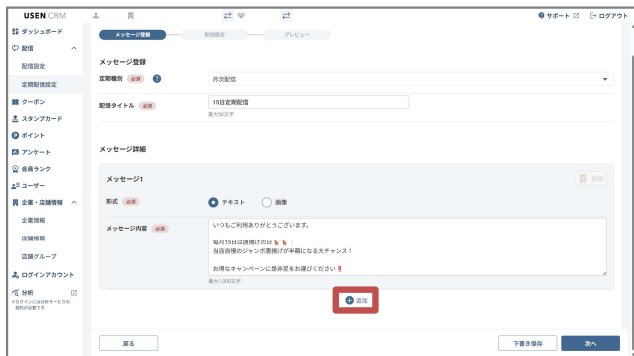 USEN CRM
サポート
ログアウト
ダッシュボード
配信
配信設定
定期配信設定
クーポン
スタンプカード
ポイント
アンケート
会員ランク
ユーザー
企業・店舗情報
企業情報
店舗情報
店舗グループ
ログインアカウント
分析
※ログインには分析サービスの
契約が必要です
メッセージ登録
配信設定
プレビュー
メッセージ登録
定期種別 必須 ?
月次配信
配信タイトル 必須
15日定期配信
最大50文字
メッセージ詳細
メッセージ1
削除
形式 必須
テキスト
画像
メッセージ内容 必須
いつもご利用ありがとうございます。
毎月15日は唐揚げの日🍗🍗!
当店自慢のジャンボ唐揚げが半額になる大チャンス!
お得なキャンペーンに是非足をお運びください‼
最大1,000文字
追加
戻る
下書き保存
次へ